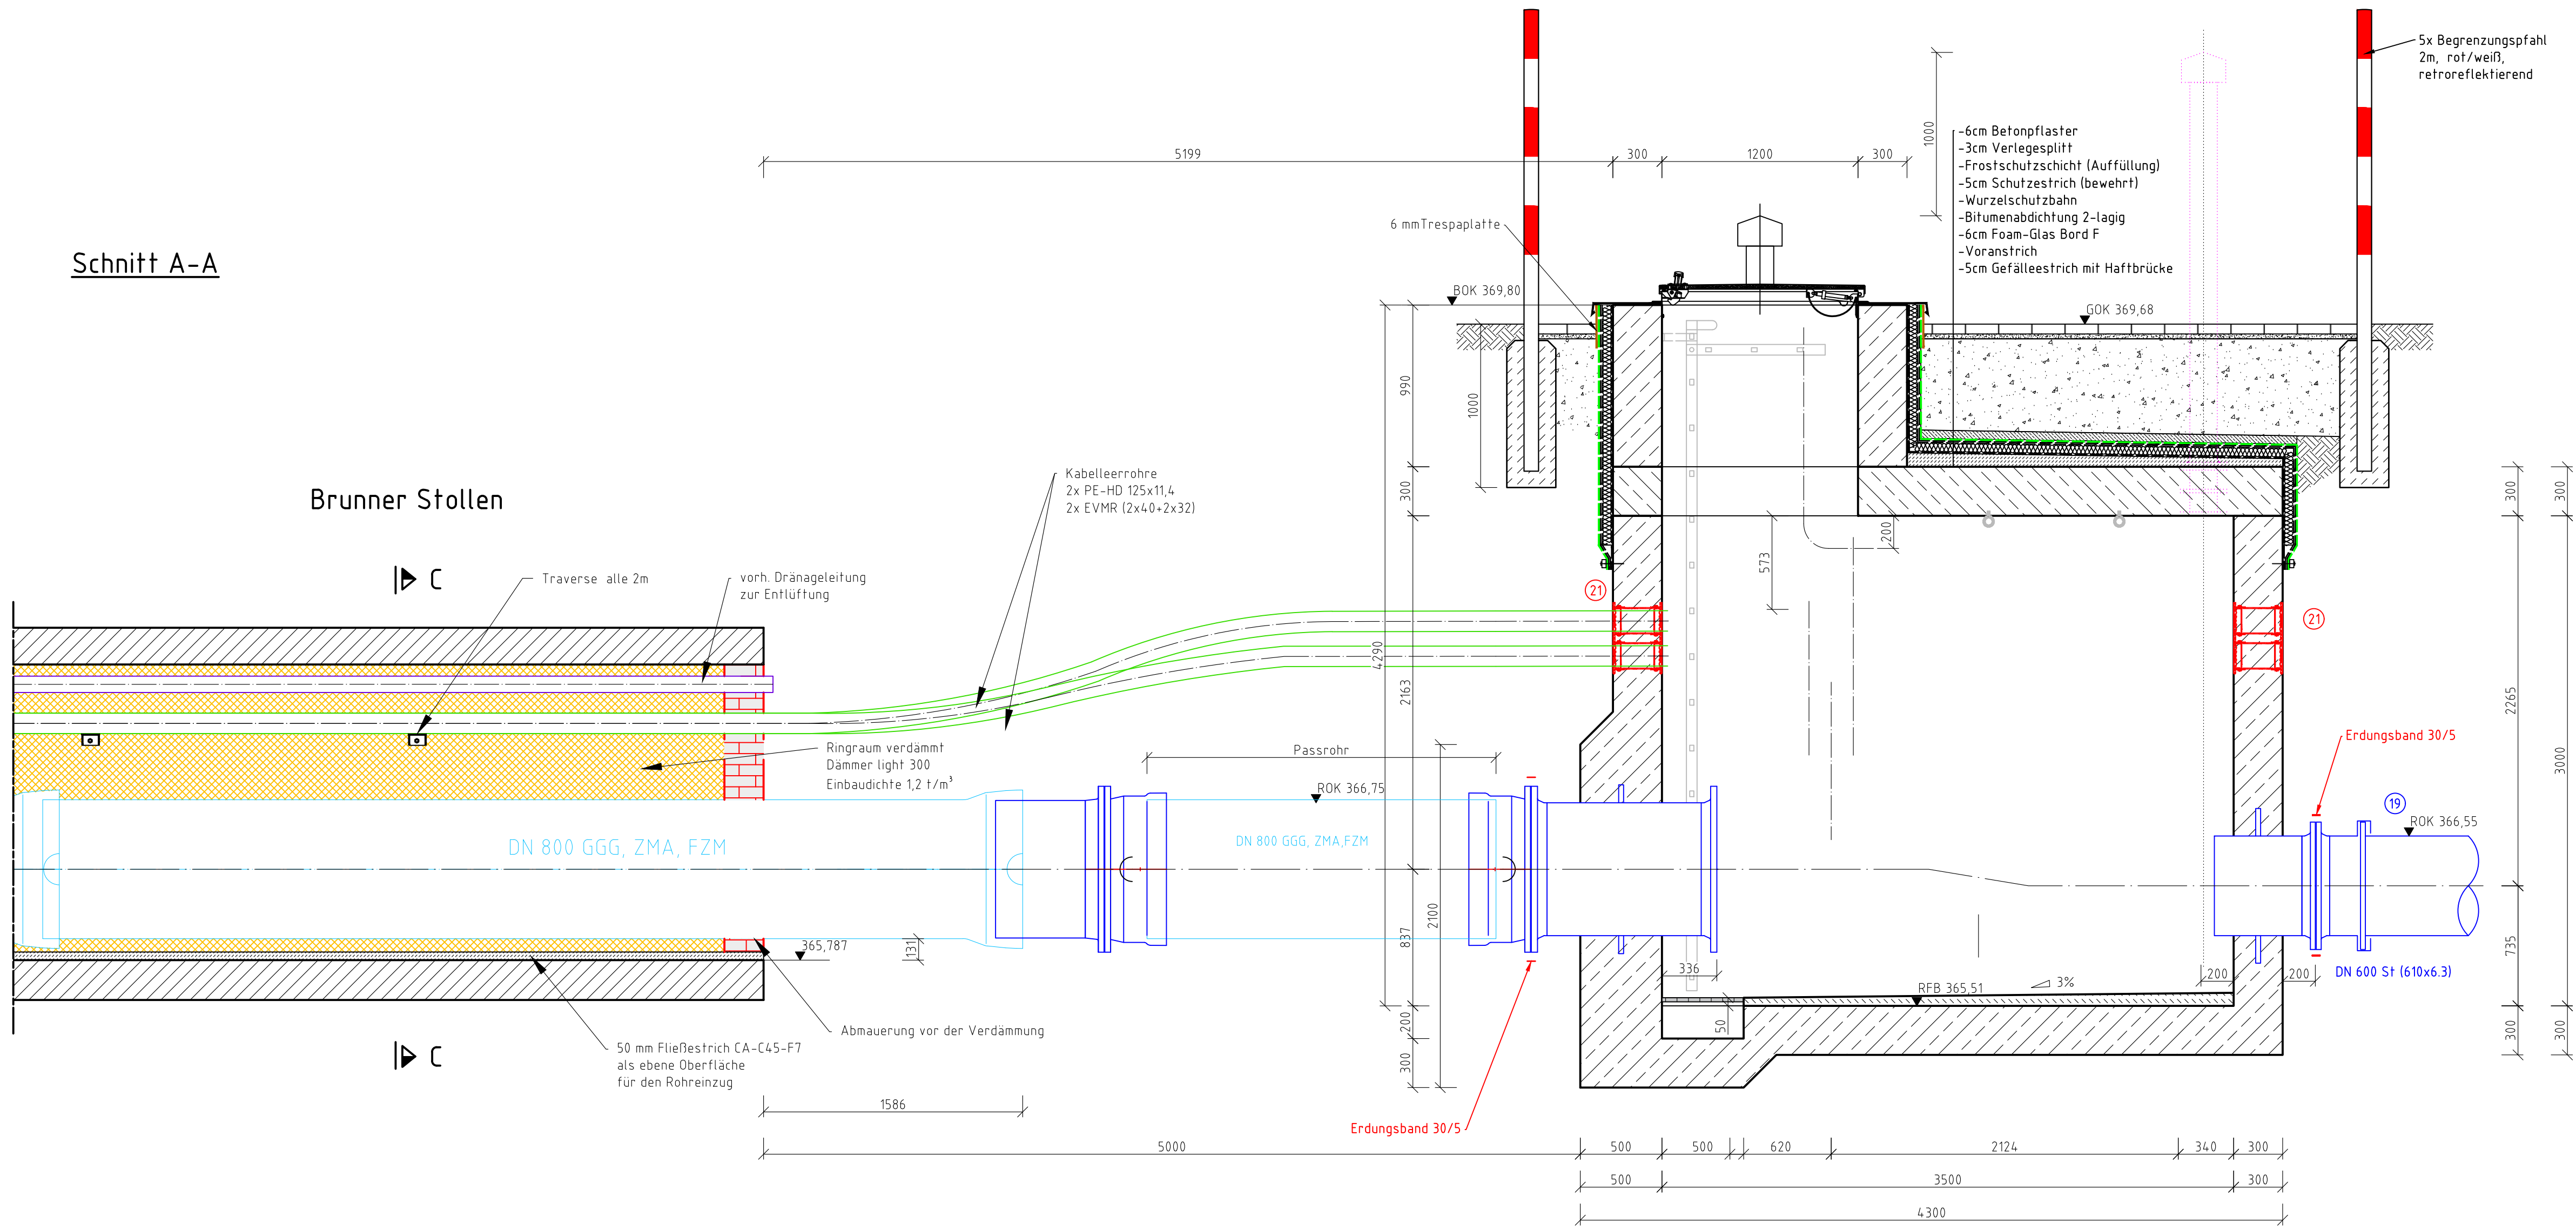 Schnitt A-A
Brunner Stollen
5x Begrenzungspfahl
2m, rot/weiß,
retroreflektierend
-6cm Betonpflaster
-3cm Verlegesplitt
-Frostschutzschicht (Auffüllung)
-5cm Schutzestrich (bewehrt)
-Wurzelschutzbahn
-Bitumenabdichtung 2-lagig
-6cm Foam-Glas Bord F
-Voranstrich
-5cm Gefälleestrich mit Haftbrücke
1000
5199
300
1200
300
6 mmTrespaplatte
BOK 369,80
GOK 369,68
990
1000
300
300
300
Kabelleerrohre
2x PE-HD 125x11,4
2x EVMR (2x40+2x32)
573
200
C
Traverse alle 2m
vorh. Dränageleitung
zur Entlüftung
21
21
4290
2163
2265
3000
Ringraum verdämmt
Dämmer light 300
Einbaudichte 1,2 t/m³
Passrohr
ROK 366,75
Erdungsband 30/5
19
ROK 366,55
DN 800 GGG, ZMA, FZM
DN 800 GGG, ZMA,FZM
2100
837
735
365,787
131
336
200
200
DN 600 St (610x6.3)
RFB 365,51
3%
50
200
300
300
300
Abmauerung vor der Verdämmung
50 mm Fließestrich CA-C45-F7
als ebene Oberfläche
für den Rohreinzug
C
1586
Erdungsband 30/5
5000
500
500
620
2124
340
300
500
3500
300
4300